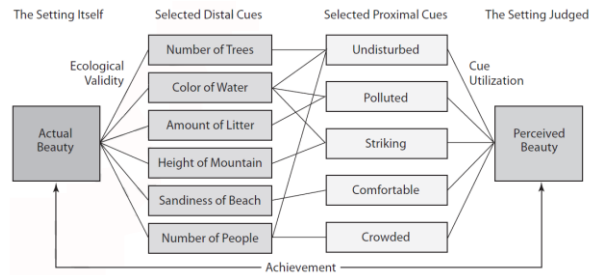 The Setting Itself
Selected Distal Cues
Selected Proximal Cues
The Setting Judged
Ecological
Validity
Number of Trees
Color of Water
Amount of Litter
Height of Mountain
Sandiness of Beach
Number of People
Undisturbed
Polluted
Striking
Comfortable
Crowded
Cue
Utilization
Actual
Beauty
Perceived
Beauty
Achievement